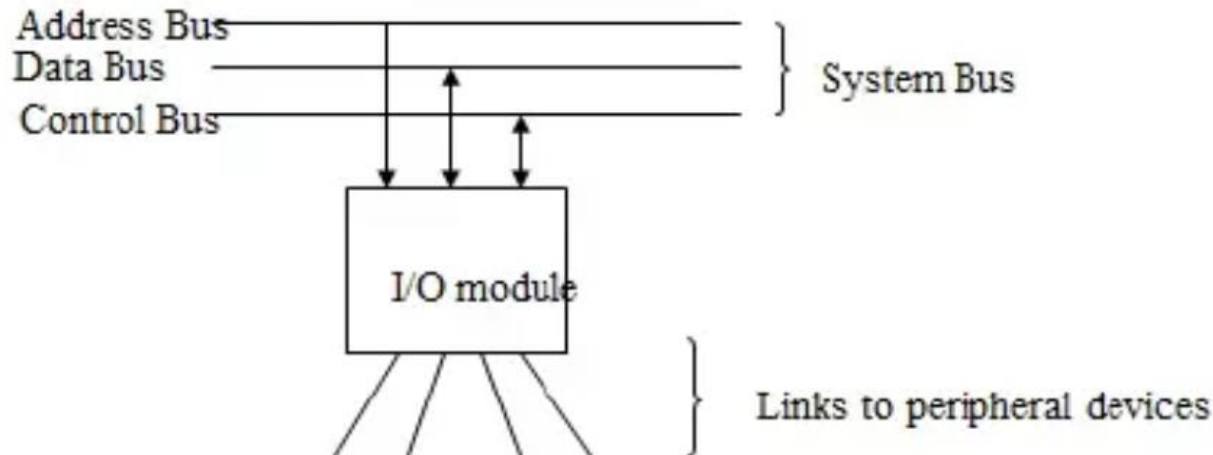 Address Bus
Data Bus
System Bus
Control Bus
I/O module
Links to peripheral devices